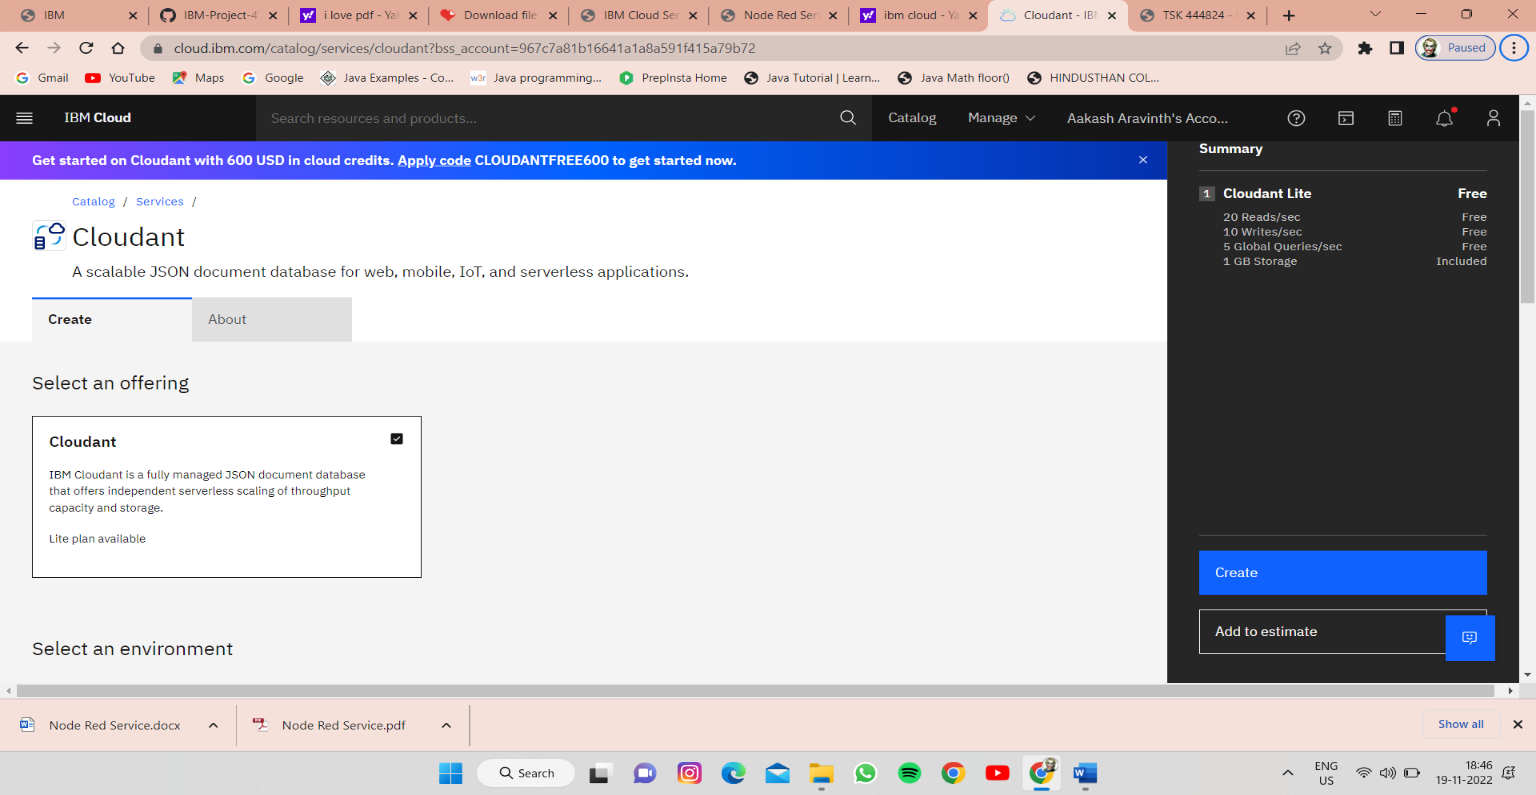 IBM
IBM-Project-4
i love pdf - Ya
Download file
IBM Cloud Ser
Node Red Serv
ibm cloud - Ya
Cloudant - IB
TSK 444824 -
cloud.ibm.com/catalog/services/cloudant?bss_account=967c7a81b16641a1a8a591f415a79b72
Paused
Gmail
YouTube
Maps
Google
Java Examples - Co...
w3r
Java programming...
PrepInsta Home
Java Tutorial | Learn...
Java Math floor()
HINDUSTHAN COL...
IBM Cloud
Search resources and products...
Catalog
Manage
Aakash Aravinth's Acco...
Get started on Cloudant with 600 USD in cloud credits. Apply code CLOUDANTFREE600 to get started now.
Catalog / Services /
Cloudant
A scalable JSON document database for web, mobile, IoT, and serverless applications.
Create
About
Select an offering
Cloudant
IBM Cloudant is a fully managed JSON document database
that offers independent serverless scaling of throughput
capacity and storage.
Lite plan available
Select an environment
Summary
1 Cloudant Lite Free
20 Reads/sec Free
10 Writes/sec Free
5 Global Queries/sec Free
1 GB Storage Included
Create
Add to estimate
Node Red Service.docx
Node Red Service.pdf
Show all
Search
ENG
US
18:46
19-11-2022